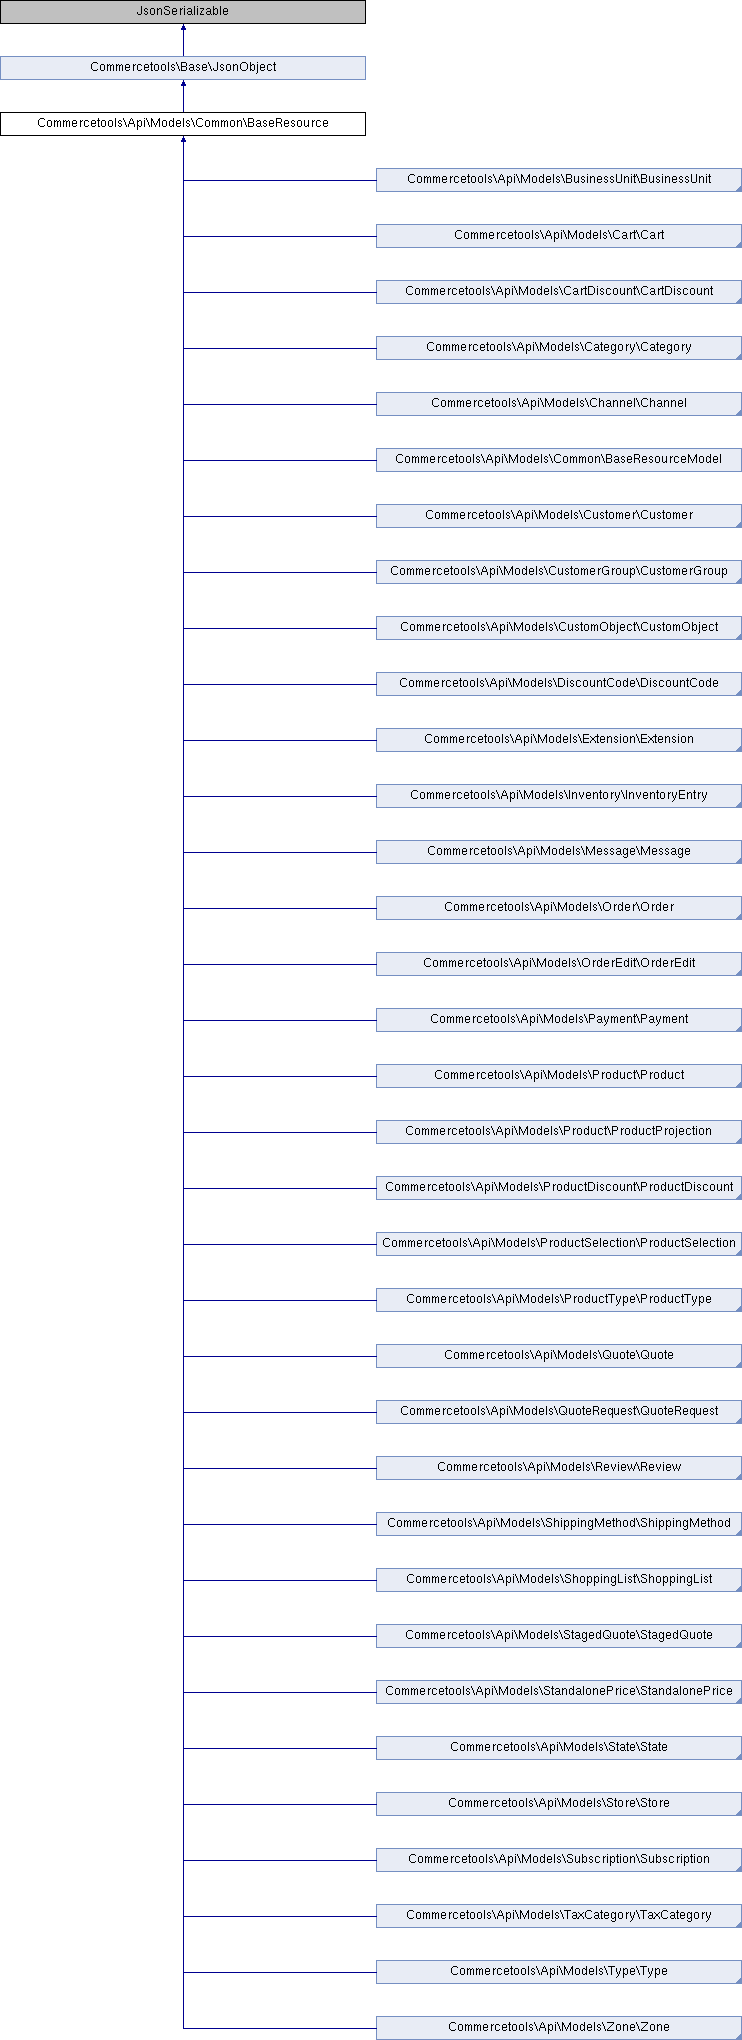 JsonSerializable
Commercetools\Base\JsonObject
Commercetools\Api\Models\Common\BaseResource
Commercetools\Api\Models\BusinessUnit\BusinessUnit
Commercetools\Api\Models\Cart\Cart
Commercetools\Api\Models\CartDiscount\CartDiscount
Commercetools\Api\Models\Category\Category
Commercetools\Api\Models\Channel\Channel
Commercetools\Api\Models\Common\BaseResourceModel
Commercetools\Api\Models\Customer\Customer
Commercetools\Api\Models\CustomerGroup\CustomerGroup
Commercetools\Api\Models\CustomObject\CustomObject
Commercetools\Api\Models\DiscountCode\DiscountCode
Commercetools\Api\Models\Extension\Extension
Commercetools\Api\Models\Inventory\InventoryEntry
Commercetools\Api\Models\Message\Message
Commercetools\Api\Models\Order\Order
Commercetools\Api\Models\OrderEdit\OrderEdit
Commercetools\Api\Models\Payment\Payment
Commercetools\Api\Models\Product\Product
Commercetools\Api\Models\Product\ProductProjection
Commercetools\Api\Models\ProductDiscount\ProductDiscount
Commercetools\Api\Models\ProductSelection\ProductSelection
Commercetools\Api\Models\ProductType\ProductType
Commercetools\Api\Models\Quote\Quote
Commercetools\Api\Models\QuoteRequest\QuoteRequest
Commercetools\Api\Models\Review\Review
Commercetools\Api\Models\ShippingMethod\ShippingMethod
Commercetools\Api\Models\ShoppingList\ShoppingList
Commercetools\Api\Models\StagedQuote\StagedQuote
Commercetools\Api\Models\StandalonePrice\StandalonePrice
Commercetools\Api\Models\State\State
Commercetools\Api\Models\Store\Store
Commercetools\Api\Models\Subscription\Subscription
Commercetools\Api\Models\TaxCategory\TaxCategory
Commercetools\Api\Models\Type\Type
Commercetools\Api\Models\Zone\Zone